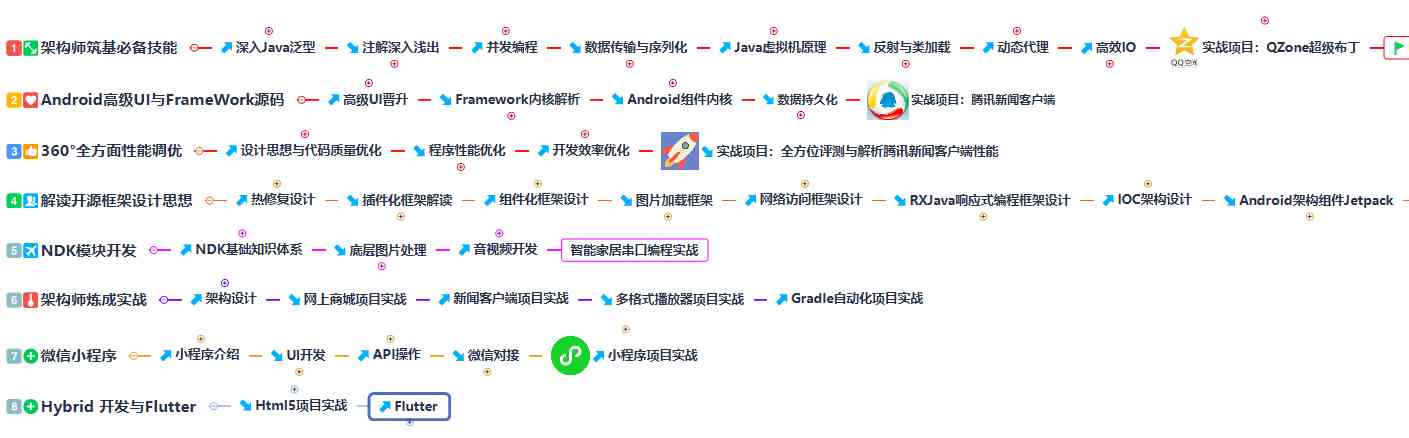 1 架构师筑基必备技能 深入Java泛型 注解深入浅出 并发编程 数据传输与序列化 Java虚拟机原理 反射与类加载 动态代理 高效IO QQ空间 实战项目：QZone超级布丁
2 Android高级UI与FrameWork源码 高级UI晋升 Framework内核解析 Android组件内核 数据持久化 实战项目：腾讯新闻客户端
3 360°全方面性能调优 设计思想与代码质量优化 程序性能优化 开发效率优化 实战项目：全方位评测与解析腾讯新闻客户端性能
4 解读开源框架设计思想 热修复设计 插件化框架解读 组件化框架设计 图片加载框架 网络访问框架设计 RXJava响应式编程框架设计 IOC架构设计 Android架构组件Jetpack
5 NDK模块开发 NDK基础知识体系 底层图片处理 音视频开发 智能家居串口编程实战
6 架构师炼成实战 架构设计 网上商城项目实战 新闻客户端项目实战 多格式播放器项目实战 Gradle自动化项目实战
7 微信小程序 小程序介绍 UI开发 API操作 微信对接 小程序项目实战
8 Hybrid 开发与Flutter Html5项目实战 Flutter